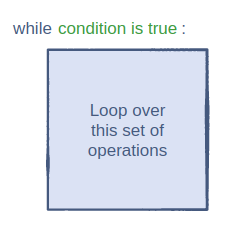 while condition is true :
Loop over
this set of
operations